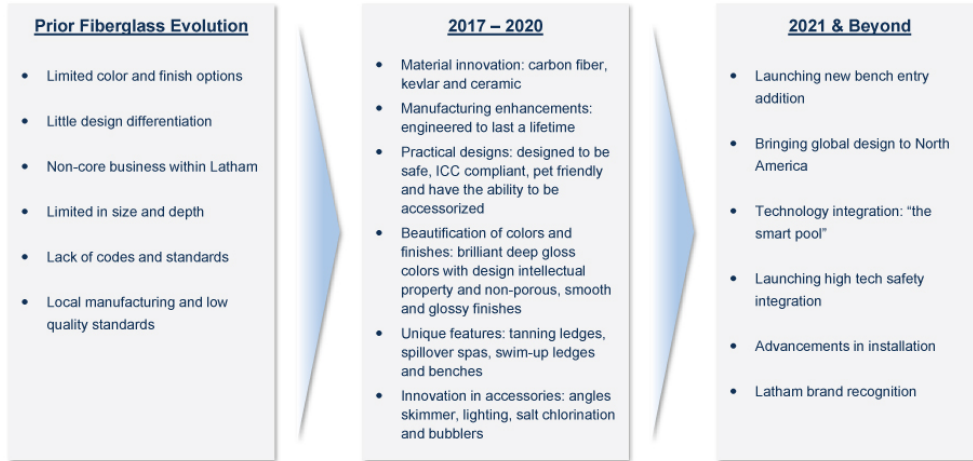 Prior Fiberglass Evolution
• Limited color and finish options
• Little design differentiation
• Non-core business within Latham
• Limited in size and depth
• Lack of codes and standards
• Local manufacturing and low
quality standards
2017 – 2020
• Material innovation: carbon fiber,
kevlar and ceramic
• Manufacturing enhancements:
engineered to last a lifetime
• Practical designs: designed to be
safe, ICC compliant, pet friendly
and have the ability to be
accessorized
• Beautification of colors and
finishes: brilliant deep gloss
colors with design intellectual
property and non-porous, smooth
and glossy finishes
• Unique features: tanning ledges,
spillover spas, swim-up ledges
and benches
• Innovation in accessories: angles
skimmer, lighting, salt chlorination
and bubblers
2021 & Beyond
• Launching new bench entry
addition
• Bringing global design to North
America
• Technology integration: “the
smart pool”
• Launching high tech safety
integration
• Advancements in installation
• Latham brand recognition